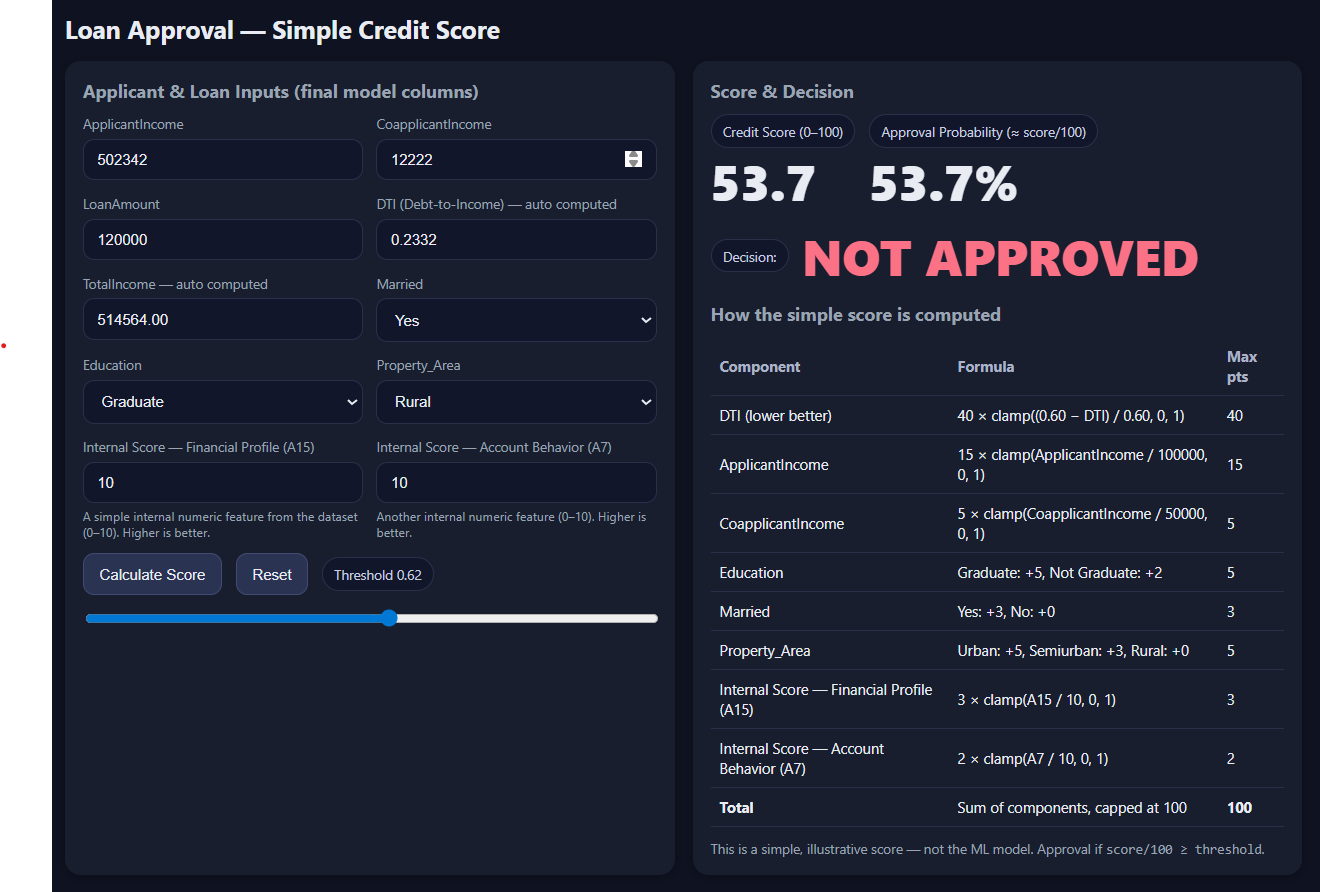 Loan Approval — Simple Credit Score
Applicant & Loan Inputs (final model columns)
ApplicantIncome
CoapplicantIncome
502342
12222
LoanAmount
DTI (Debt-to-Income) — auto computed
120000
0.2332
TotalIncome — auto computed
Married
514564.00
Yes
Education
Property_Area
Graduate
Rural
Internal Score — Financial Profile (A15)
Internal Score — Account Behavior (A7)
10
10
A simple internal numeric feature from the dataset
(0–10). Higher is better.
Another internal numeric feature (0–10). Higher is
better.
Calculate Score
Reset
Threshold 0.62
Score & Decision
Credit Score (0–100)
Approval Probability (≈ score/100)
53.7
53.7%
Decision:
NOT APPROVED
How the simple score is computed
Component Formula Max
pts
DTI (lower better) 40 × clamp((0.60 − DTI) / 0.60, 0, 1) 40
ApplicantIncome 15 × clamp(ApplicantIncome / 100000,
0, 1) 15
CoapplicantIncome 5 × clamp(CoapplicantIncome / 50000,
0, 1) 5
Education Graduate: +5, Not Graduate: +2 5
Married Yes: +3, No: +0 3
Property_Area Urban: +5, Semiurban: +3, Rural: +0 5
Internal Score — Financial Profile
(A15) 3 × clamp(A15 / 10, 0, 1) 3
Internal Score — Account
Behavior (A7) 2 × clamp(A7 / 10, 0, 1) 2
Total Sum of components, capped at 100 100
This is a simple, illustrative score — not the ML model. Approval if score/100 ≥ threshold.